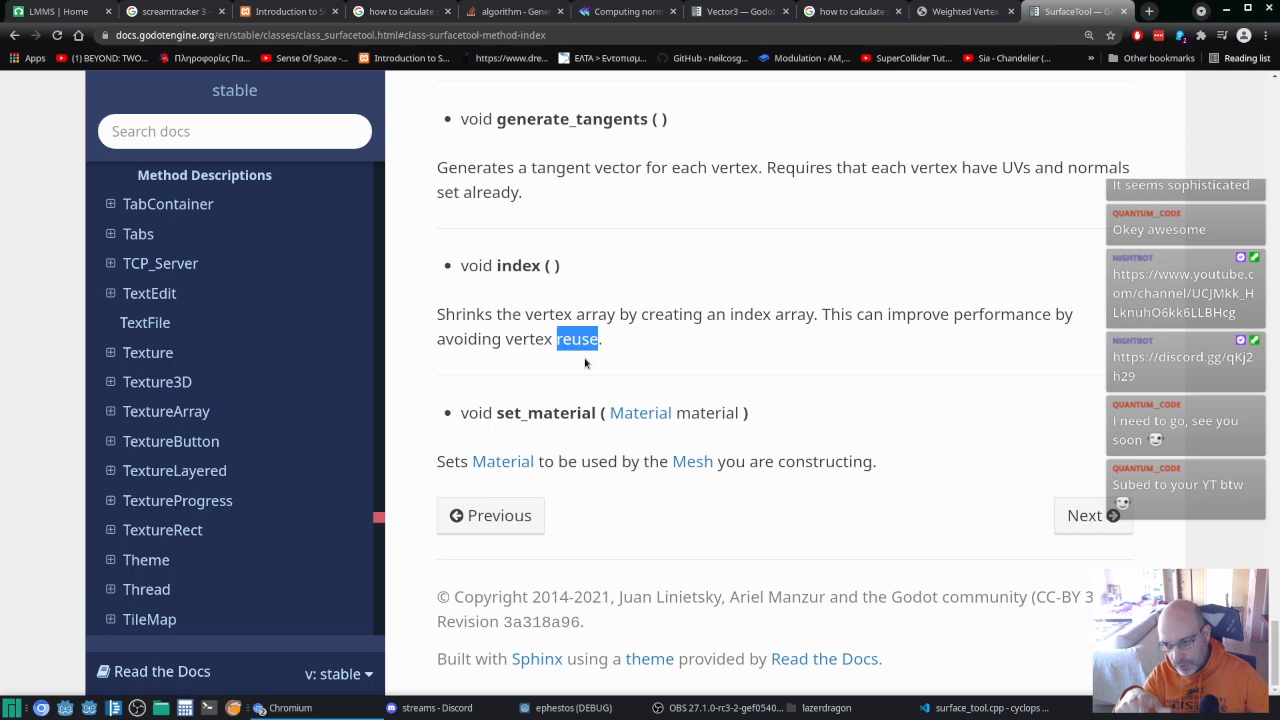 LMMS | Home
screamtracker 3 -
Introduction to S
how to calculate
algorithm - Gene
Computing norm
Vector3 — Godot
how to calculate
Weighted Vertex
SurfaceTool — G
docs.godotengine.org/en/stable/classes/class_surfacetool.html#class-surfacetool-method-index
Apps
(1) BEYOND: TWO...
Πληροφορίες Πα...
Sense Of Space -...
Introduction to S...
https://www.dre...
ΕΛΤΑ > Εντοπισμ...
GitHub - neilcosg...
Modulation - AM,...
SuperCollider Tut...
Sia - Chandelier (...
»
Other bookmarks
Reading list
stable
Search docs
Method Descriptions
TabContainer
Tabs
TCP_Server
TextEdit
TextFile
Texture
Texture3D
TextureArray
TextureButton
TextureLayered
TextureProgress
TextureRect
Theme
Thread
TileMap
Read the Docs
v: stable
void generate_tangents ( )
Generates a tangent vector for each vertex. Requires that each vertex have UVs and normals
set already.
void index ( )
Shrinks the vertex array by creating an index array. This can improve performance by
avoiding vertex reuse.
void set_material ( Material material )
Sets Material to be used by the Mesh you are constructing.
Previous
Next
© Copyright 2014-2021, Juan Linietsky, Ariel Manzur and the Godot community (CC-BY 3
Revision 3a318a96.
Built with Sphinx using a theme provided by Read the Docs.
It seems sophisticated
QUANTUM_CODE
Okey awesome
NIGHTBOT
https://www.youtube.c
om/channel/UCJMkk_H
LknuhO6kk6LLBHcg
NIGHTBOT
https://discord.gg/qKj2
h29
QUANTUM_CODE
I need to go, see you
soon
QUANTUM_CODE
Subed to your YT btw
Chromium
streams - Discord
ephestos (DEBUG)
OBS 27.1.0-rc3-2-gef0540...
lazerdragon
surface_tool.cpp - cyclops ...